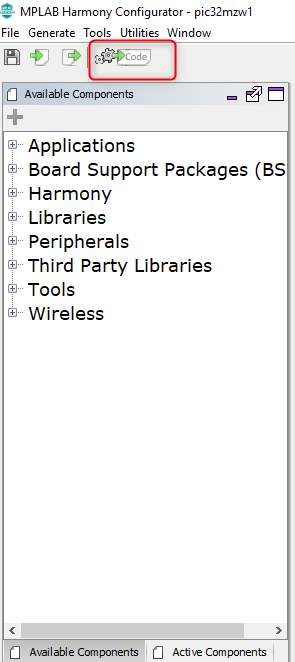 MPLAB Harmony Configurator - pic32mzw1
File Generate Tools Utilities Window
Code
Available Components
Applications
Board Support Packages (BS
Harmony
Libraries
Peripherals
Third Party Libraries
Tools
Wireless
Available Components Active Components